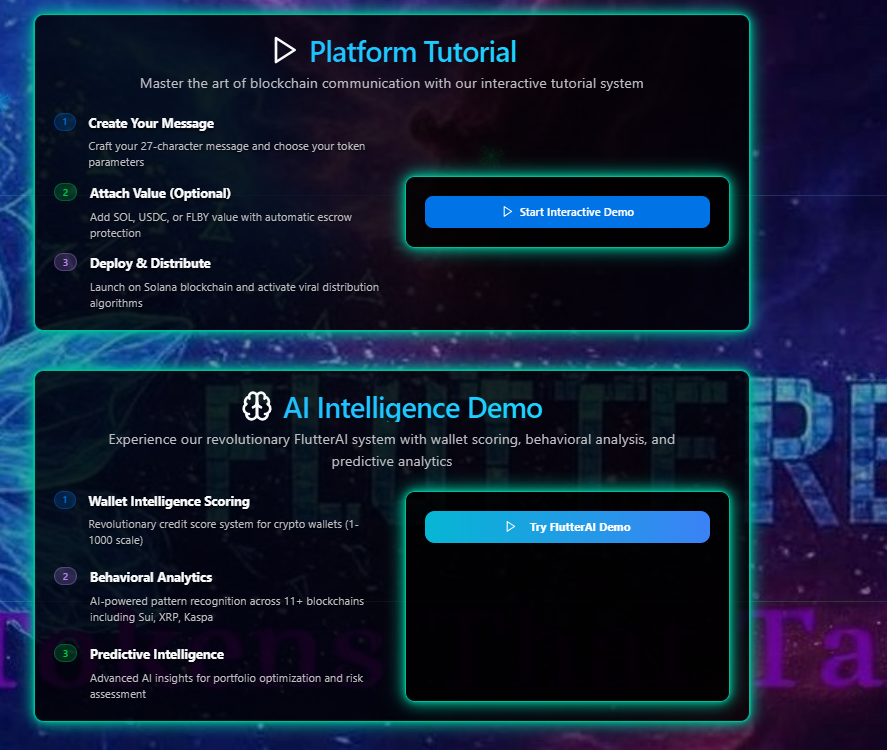 Platform Tutorial
Master the art of blockchain communication with our interactive tutorial system
1
Create Your Message
Craft your 27-character message and choose your token
parameters
2
Attach Value (Optional)
Add SOL, USDC, or FLBY value with automatic escrow
protection
3
Deploy & Distribute
Launch on Solana blockchain and activate viral distribution
algorithms
Start Interactive Demo
AI Intelligence Demo
Experience our revolutionary FlutterAI system with wallet scoring, behavioral analysis, and
predictive analytics
1
Wallet Intelligence Scoring
Revolutionary credit score system for crypto wallets (1-
1000 scale)
2
Behavioral Analytics
AI-powered pattern recognition across 11+ blockchains
including Sui, XRP, Kaspa
3
Predictive Intelligence
Advanced AI insights for portfolio optimization and risk
assessment
Try FlutterAI Demo